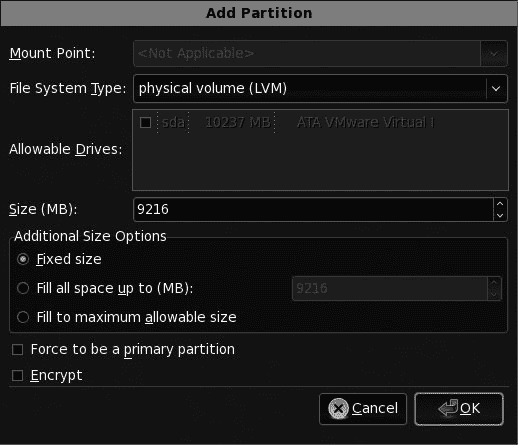 Add Partition
Mount Point: <Not Applicable>
File System Type: physical volume (LVM)
Allowable Drives: sda 10237 MB ATA VMware Virtual I
Size (MB): 9216
Additional Size Options
Fixed size
Fill all space up to (MB): 9216
Fill to maximum allowable size
Force to be a primary partition
Encrypt
Cancel OK